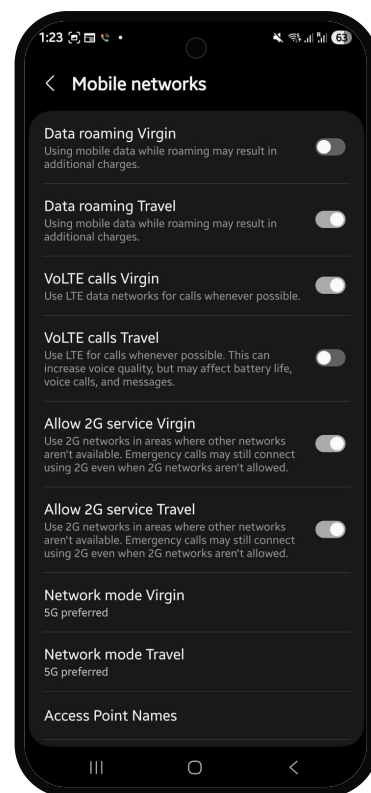 1:23
63
Mobile networks
Data roaming Virgin
Using mobile data while roaming may result in
additional charges.
Data roaming Travel
Using mobile data while roaming may result in
additional charges.
VoLTE calls Virgin
Use LTE data networks for calls whenever possible.
VoLTE calls Travel
Use LTE for calls whenever possible. This can
increase voice quality, but may affect battery life,
voice calls, and messages.
Allow 2G service Virgin
Use 2G networks in areas where other networks
aren't available. Emergency calls may still connect
using 2G even when 2G networks aren't allowed.
Allow 2G service Travel
Use 2G networks in areas where other networks
aren't available. Emergency calls may still connect
using 2G even when 2G networks aren't allowed.
Network mode Virgin
5G preferred
Network mode Travel
5G preferred
Access Point Names